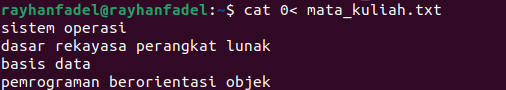 rayhanfadel@rayhanfadel:~$ cat 0< mata_kuliah.txt
sistem operasi
dasar rekayasa perangkat lunak
basis data
pemrograman berorientasi objek